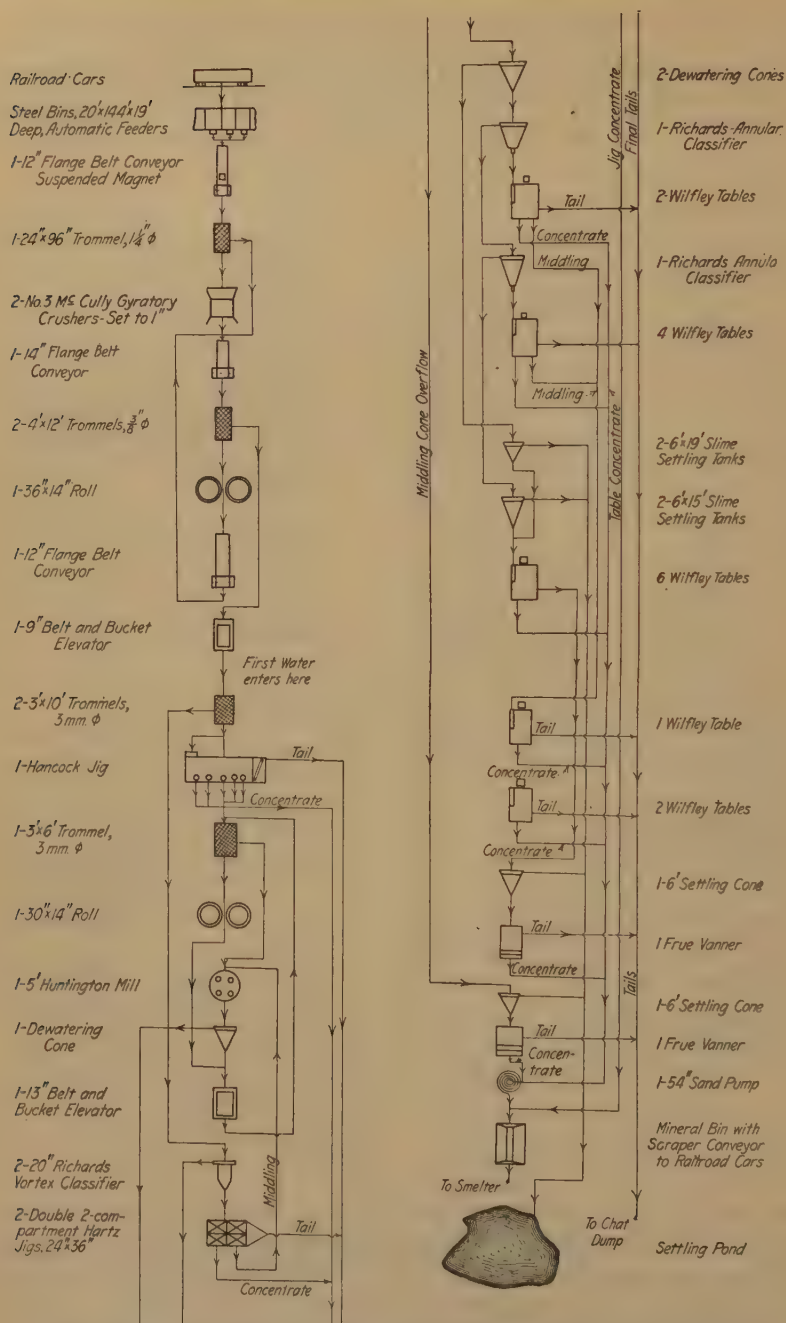 Railroad Cars
Steel Bins, 20'x144'x19'
Deep, Automatic Feeders
1-12" Flange Belt Conveyor
Suspended Magnet
1-24"x96" Trommel, 1¼" ϕ
2-No.3 Mc Cully Gyratory
Crushers-Set to 1"
1-14" Flange Belt
Conveyor
2-4'x12' Trommels, ⅜" ϕ
1-36"x14" Roll
1-12" Flange Belt
Conveyor
1-9" Belt and Bucket
Elevator
First Water
enters here
2-3'x10' Trommels,
3 mm. ϕ
1-Hancock Jig
Tail
Concentrate
1-3'x6' Trommel,
3 mm. ϕ
1-30"x14" Roll
1-5' Huntington Mill
1-Dewatering
Cone
1-13" Belt and
Bucket Elevator
2-20" Richards
Vortex Classifier
Middling
2-Double 2-com-
partment Hartz
Jigs, 24"x36"
Tail
Concentrate
Middling Cone Overflow
Jig Concentrate
Final Tails
2-Dewatering Cones
1-Richards-Annular
Classifier
Tail
2-Wilfley Tables
Concentrate
Middling
1-Richards Annula
Classifier
4 Wilfley Tables
Middling
Table Concentrate
2-6'x19' Slime
Settling Tanks
2-6'x15' Slime
Settling Tanks
6 Wilfley Tables
Tail
1 Wilfley Table
Concentrate
Tail
2 Wilfley Tables
Concentrate
1-6' Settling Cone
Tail
1 Frue Vanner
Concentrate
Tails
1-6' Settling Cone
Tail
1 Frue Vanner
Concen-
trate
1-54" Sand Pump
Mineral Bin with
Scraper Conveyor
to Railroad Cars
To Smelter
To Chat
Dump
Settling Pond